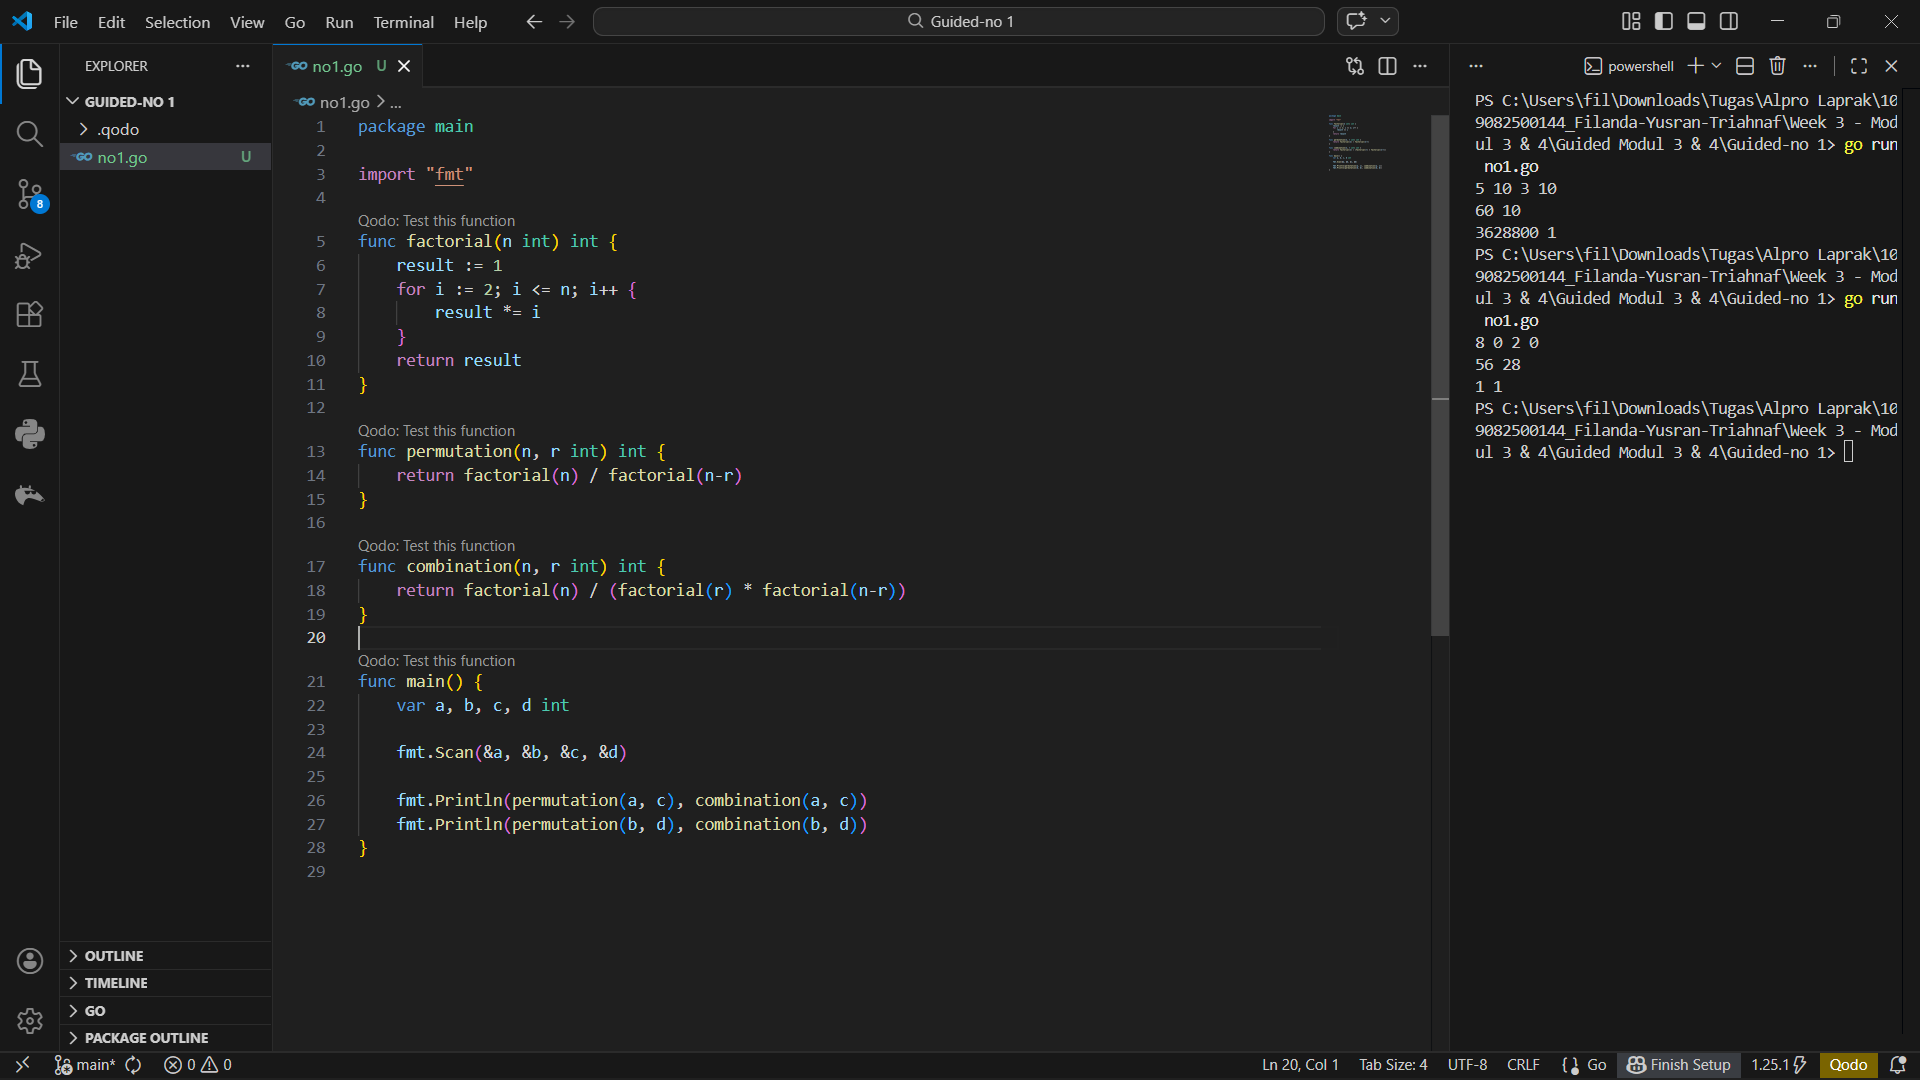 File Edit Selection View Go Run Terminal Help
Guided-no 1
EXPLORER
GUIDED-NO 1
.qodo
no1.go U
8
OUTLINE
TIMELINE
GO
PACKAGE OUTLINE
no1.go U
no1.go > ...
1 package main
2
3 import "fmt"
4
Qodo: Test this function
5 func factorial(n int) int {
6 result := 1
7 for i := 2; i <= n; i++ {
8 result *= i
9 }
10 return result
11 }
12
Qodo: Test this function
13 func permutation(n, r int) int {
14 return factorial(n) / factorial(n-r)
15 }
16
Qodo: Test this function
17 func combination(n, r int) int {
18 return factorial(n) / (factorial(r) * factorial(n-r))
19 }
20
Qodo: Test this function
21 func main() {
22 var a, b, c, d int
23
24 fmt.Scan(&a, &b, &c, &d)
25
26 fmt.Println(permutation(a, c), combination(a, c))
27 fmt.Println(permutation(b, d), combination(b, d))
28 }
29
powershell
PS C:\Users\fil\Downloads\Tugas\Alpro Laprak\10
9082500144_Filanda-Yusran-Triahnaf\Week 3 - Mod
ul 3 & 4\Guided Modul 3 & 4\Guided-no 1> go run
no1.go
5 10 3 10
60 10
3628800 1
PS C:\Users\fil\Downloads\Tugas\Alpro Laprak\10
9082500144_Filanda-Yusran-Triahnaf\Week 3 - Mod
ul 3 & 4\Guided Modul 3 & 4\Guided-no 1> go run
no1.go
8 0 2 0
56 28
1 1
PS C:\Users\fil\Downloads\Tugas\Alpro Laprak\10
9082500144_Filanda-Yusran-Triahnaf\Week 3 - Mod
ul 3 & 4\Guided Modul 3 & 4\Guided-no 1>
main* 0 0 Ln 20, Col 1 Tab Size: 4 UTF-8 CRLF Go Finish Setup 1.25.1 Qodo